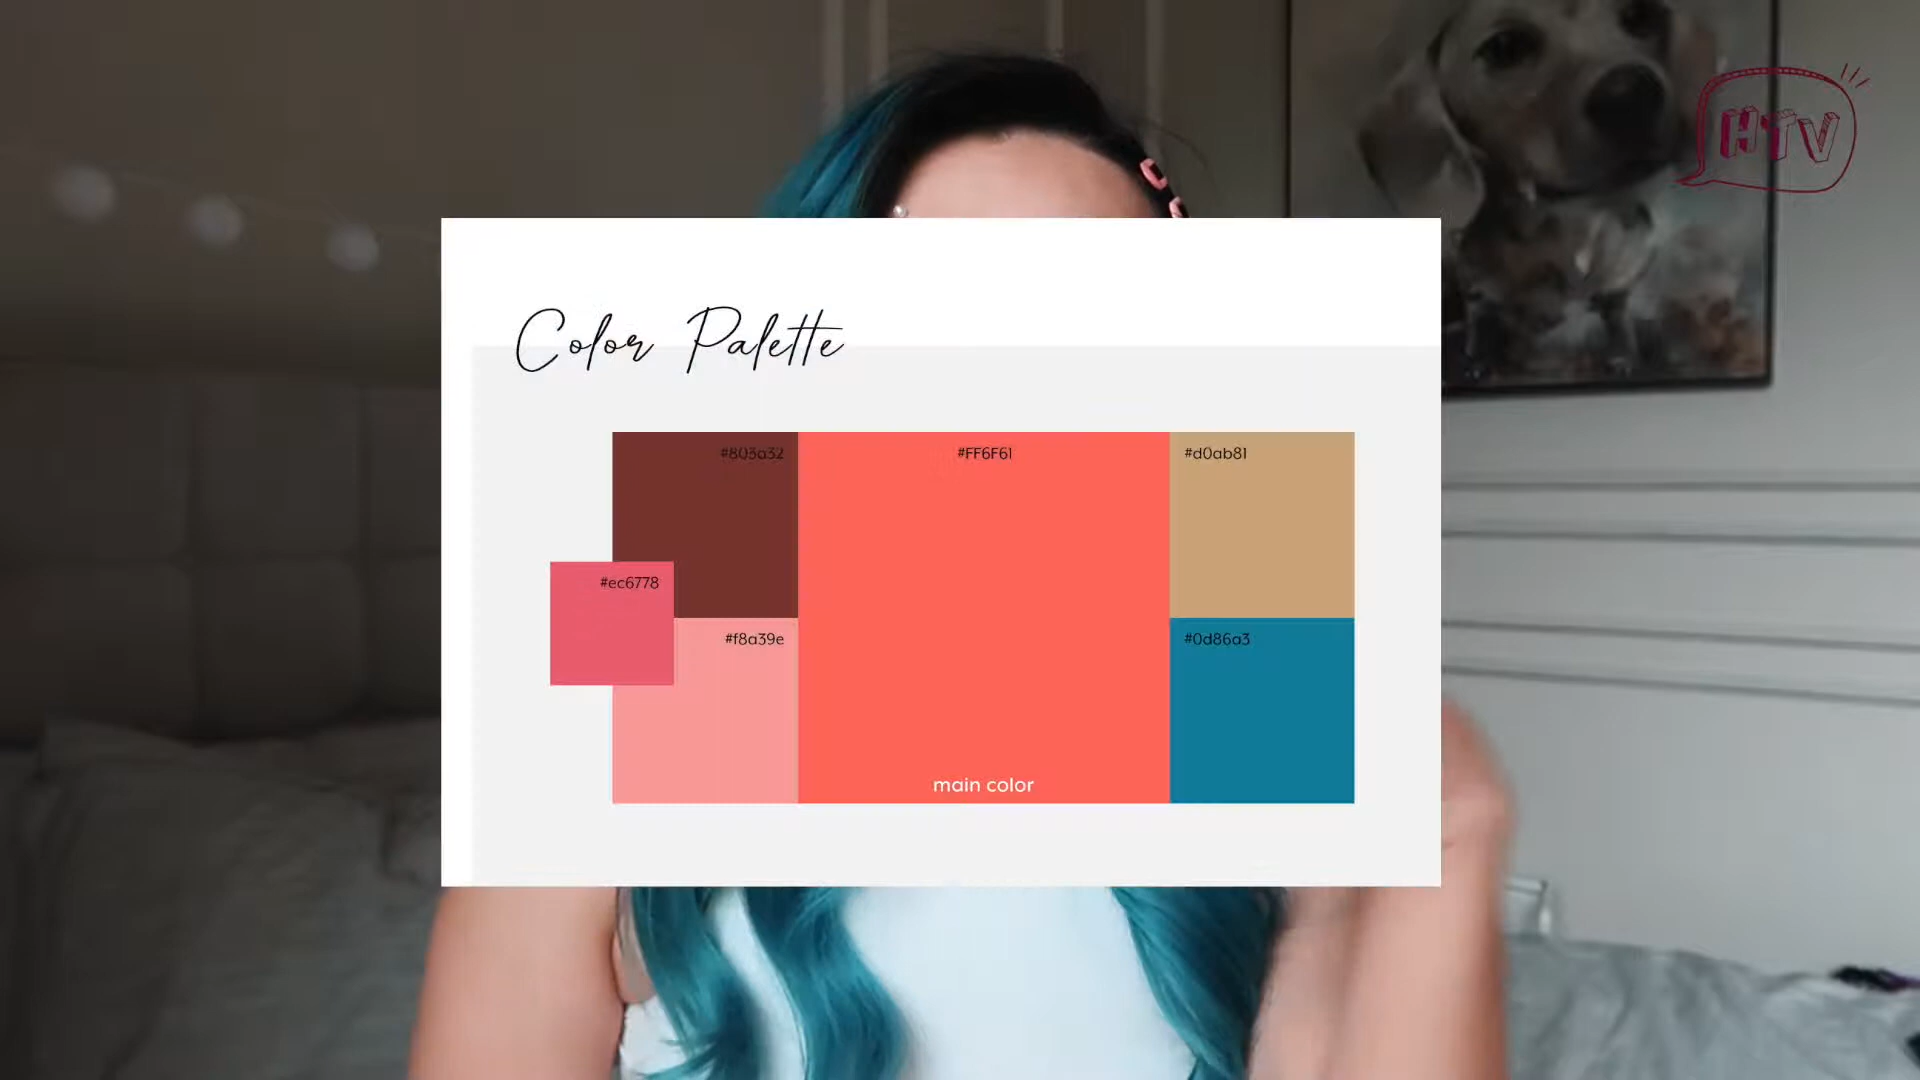 HTV
Color Palette
#803a32
#FF6F61
#d0ab81
#ec6778
#f8a39e
#0d86a3
main color